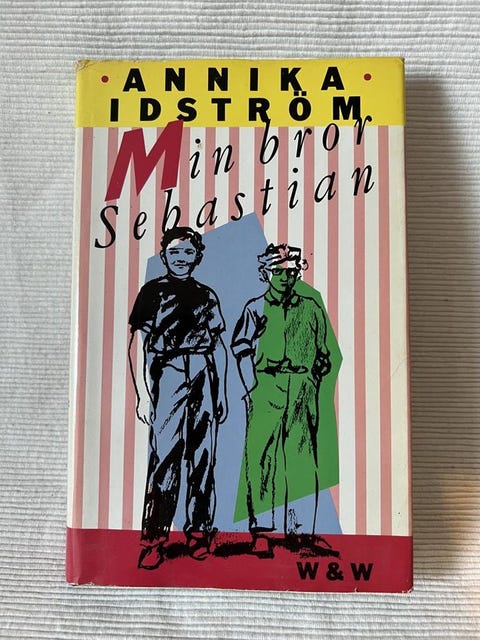 • ANNIKA •
IDSTRÖM
Min bror
Sebastian
W & W